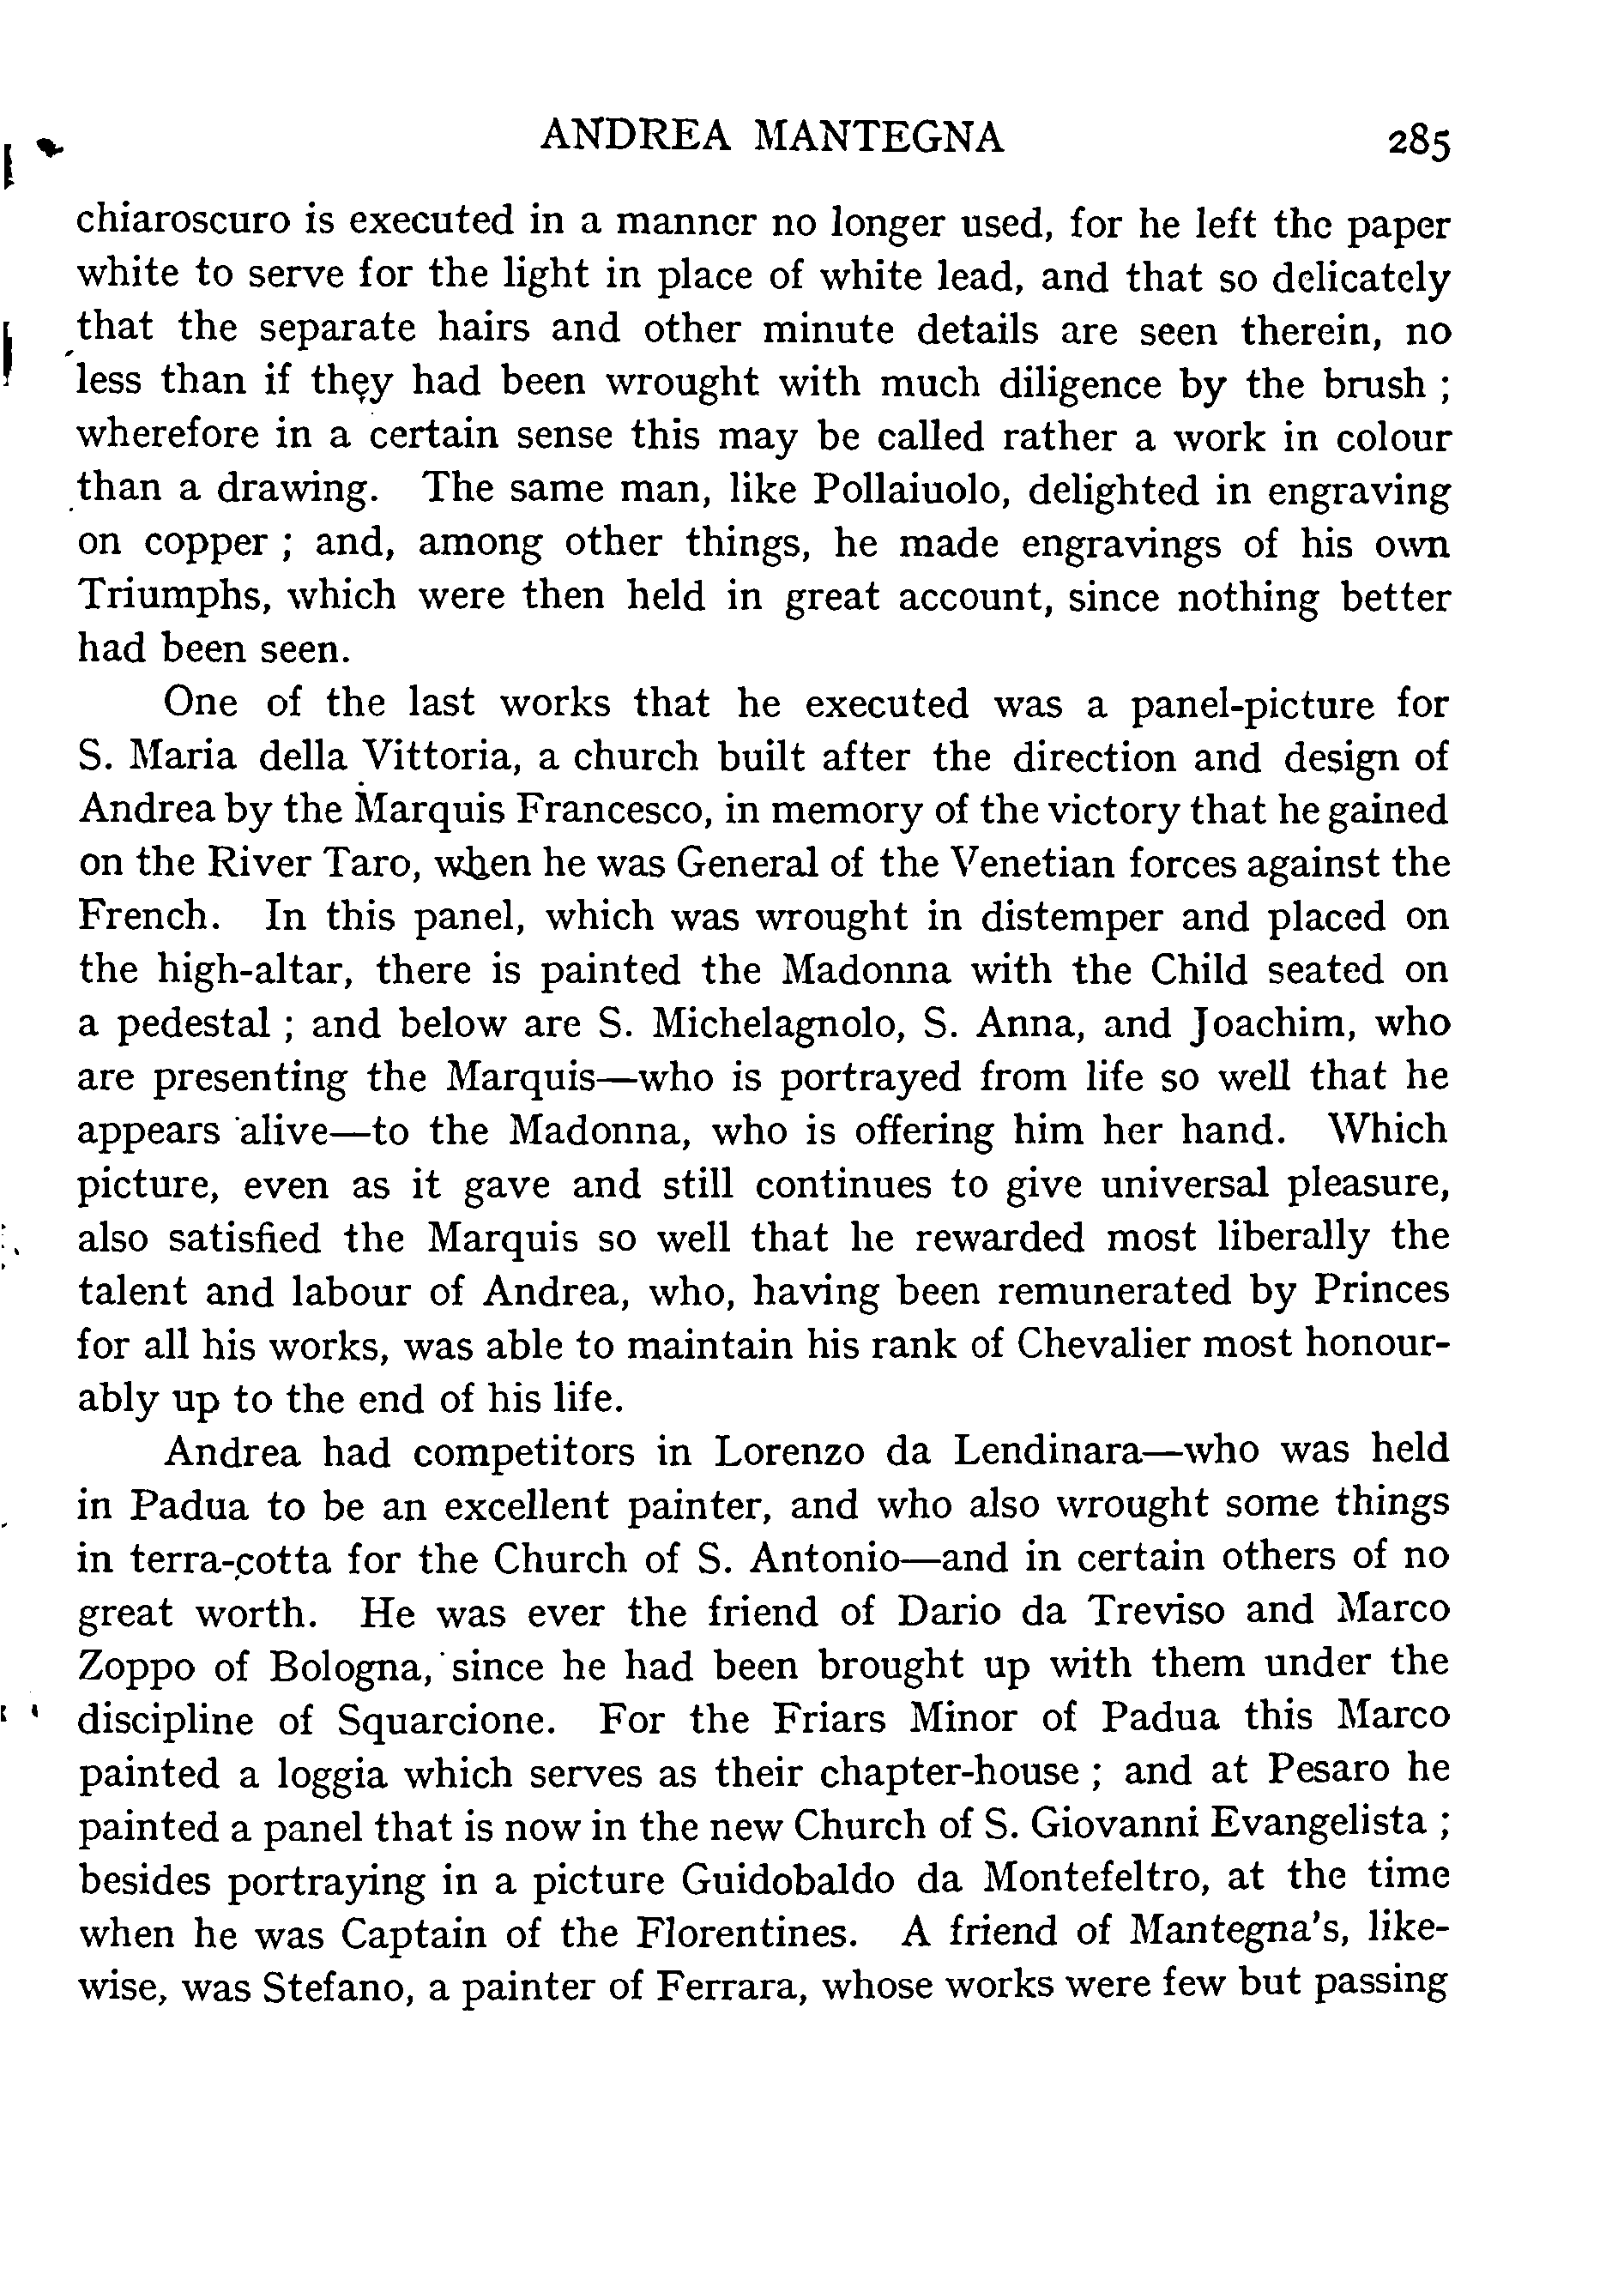 ANDREA MANTEGNA 285
chiaroscuro is executed in a manner no longer used, for he left the paper
white to serve for the light in place of white lead, and that so delicately
that the separate hairs and other minute details are seen therein, no
less than if they had been wrought with much diligence by the brush ;
wherefore in a certain sense this may be called rather a work in colour
than a drawing. The same man, like Pollaiuolo, delighted in engraving
on copper ; and, among other things, he made engravings of his own
Triumphs, which were then held in great account, since nothing better
had been seen.
One of the last works that he executed was a panel-picture for
S. Maria della Vittoria, a church built after the direction and design of
Andrea by the Marquis Francesco, in memory of the victory that he gained
on the River Taro, when he was General of the Venetian forces against the
French. In this panel, which was wrought in distemper and placed on
the high-altar, there is painted the Madonna with the Child seated on
a pedestal ; and below are S. Michelagnolo, S. Anna, and Joachim, who
are presenting the Marquis—who is portrayed from life so well that he
appears alive—to the Madonna, who is offering him her hand. Which
picture, even as it gave and still continues to give universal pleasure,
also satisfied the Marquis so well that he rewarded most liberally the
talent and labour of Andrea, who, having been remunerated by Princes
for all his works, was able to maintain his rank of Chevalier most honour-
ably up to the end of his life.
Andrea had competitors in Lorenzo da Lendinara—who was held
in Padua to be an excellent painter, and who also wrought some things
in terra-cotta for the Church of S. Antonio—and in certain others of no
great worth. He was ever the friend of Dario da Treviso and Marco
Zoppo of Bologna, since he had been brought up with them under the
discipline of Squarcione. For the Friars Minor of Padua this Marco
painted a loggia which serves as their chapter-house ; and at Pesaro he
painted a panel that is now in the new Church of S. Giovanni Evangelista ;
besides portraying in a picture Guidobaldo da Montefeltro, at the time
when he was Captain of the Florentines. A friend of Mantegna's, like-
wise, was Stefano, a painter of Ferrara, whose works were few but passing